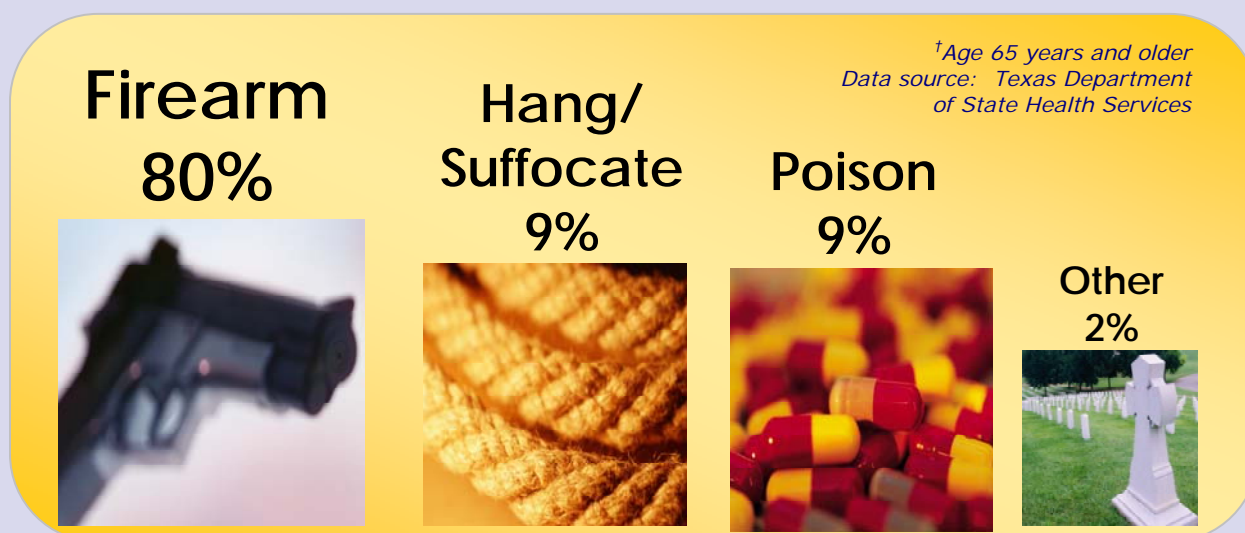 †Age 65 years and older
Data source: Texas Department
of State Health Services
Firearm
80%
Hang/
Suffocate
9%
Poison
9%
Other
2%